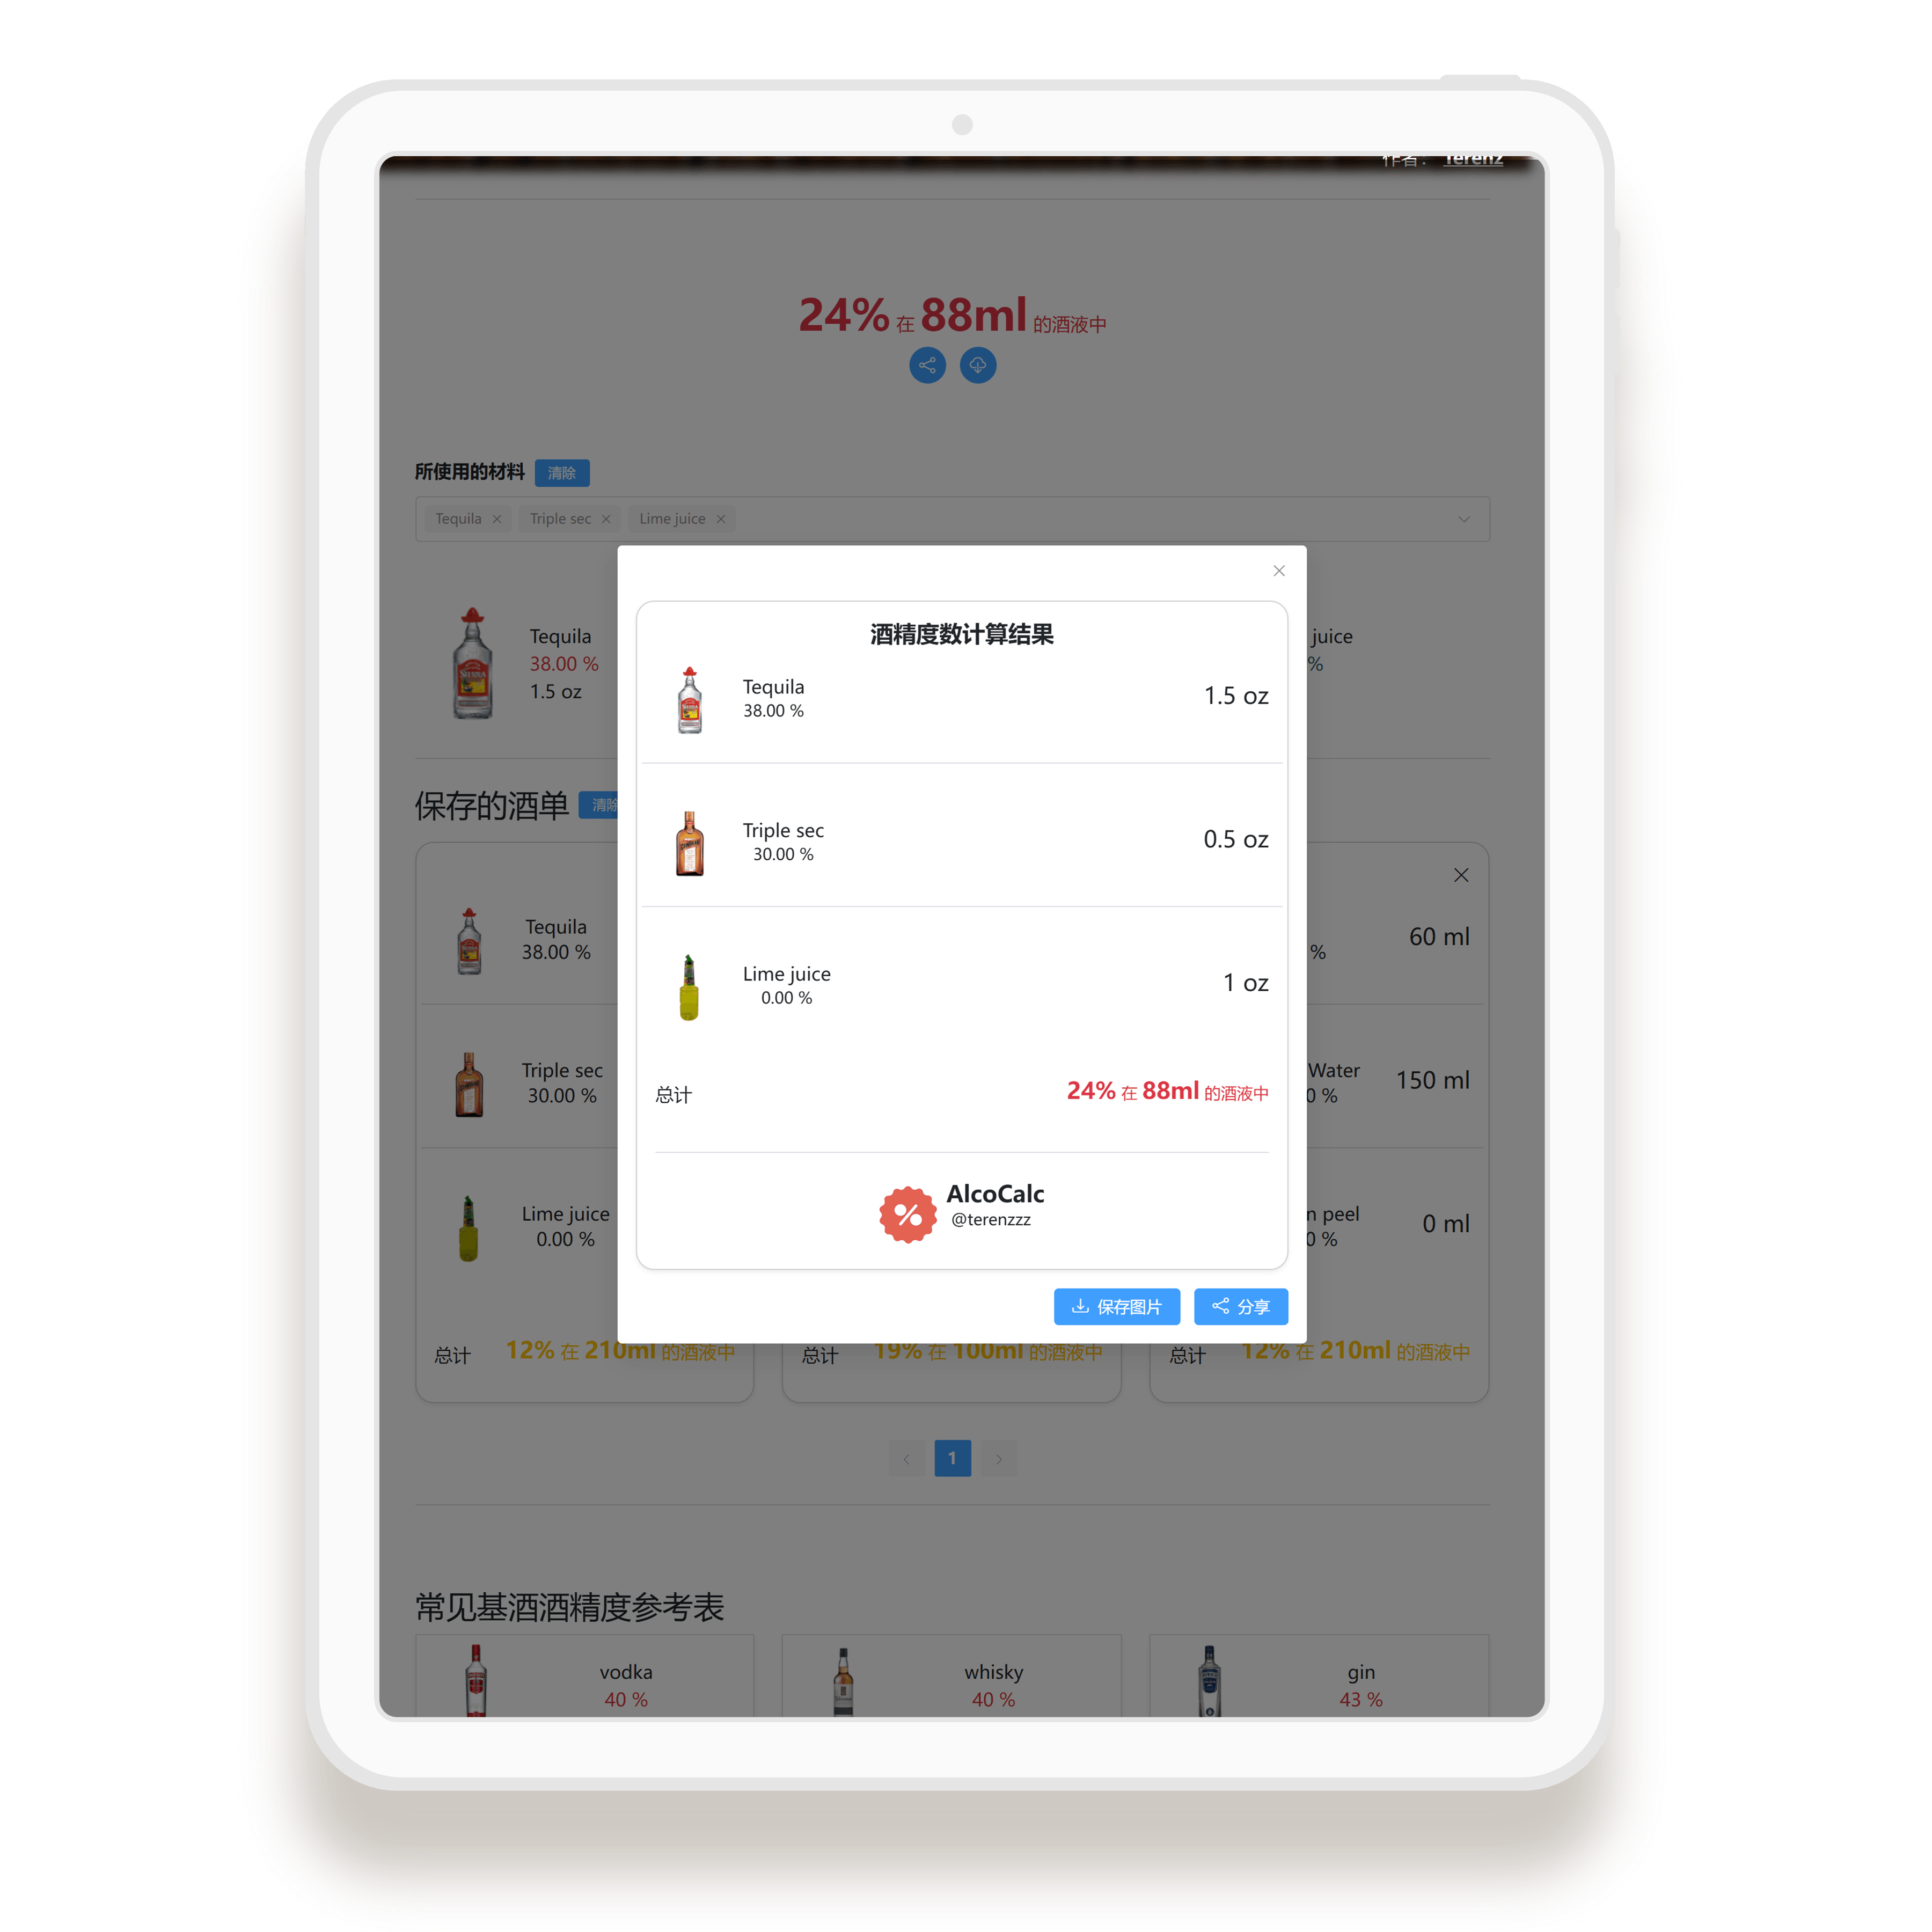 作者： Terenz
24% 在 88ml 的酒液中
所使用的材料 清除
Tequila Triple sec Lime juice
Tequila
38.00 %
1.5 oz
juice
%
保存的酒单 清除
酒精度数计算结果
Tequila
38.00 %
1.5 oz
Triple sec
30.00 %
0.5 oz
Lime juice
0.00 %
1 oz
总计
24% 在 88ml 的酒液中
AlcoCalc
@terenzzz
保存图片
分享
Tequila
38.00 %
Triple sec
30.00 %
Lime juice
0.00 %
总计 12% 在 210ml 的酒液中
总计 19% 在 100ml 的酒液中
%
60 ml
Water
0 %
150 ml
n peel
0 %
0 ml
总计 12% 在 210ml 的酒液中
1
常见基酒酒精度参考表
vodka
40 %
whisky
40 %
gin
43 %